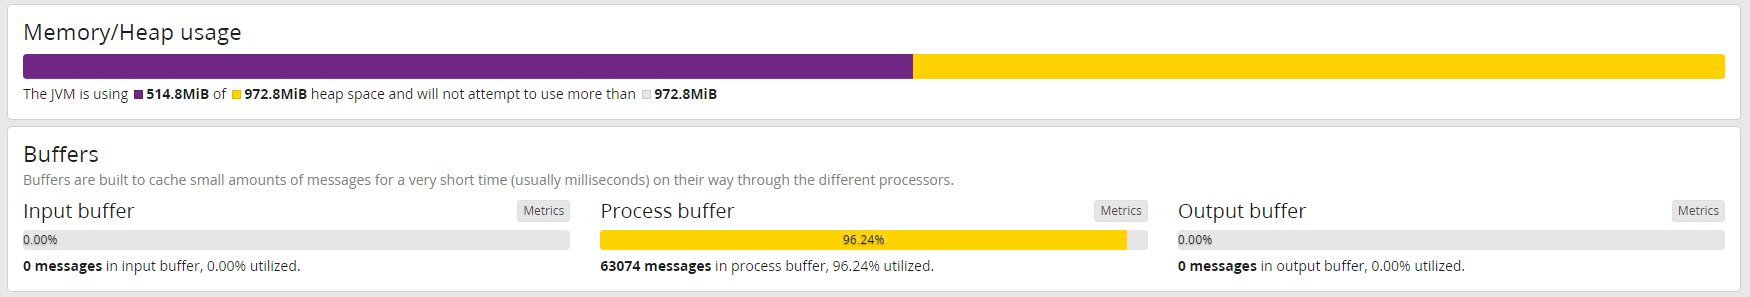 Memory/Heap usage
The JVM is using 514.8MiB of 972.8MiB heap space and will not attempt to use more than 972.8MiB
Buffers
Buffers are built to cache small amounts of messages for a very short time (usually milliseconds) on their way through the different processors.
Input buffer Metrics
0.00%
0 messages in input buffer, 0.00% utilized.
Process buffer Metrics
96.24%
63074 messages in process buffer, 96.24% utilized.
Output buffer Metrics
0.00%
0 messages in output buffer, 0.00% utilized.